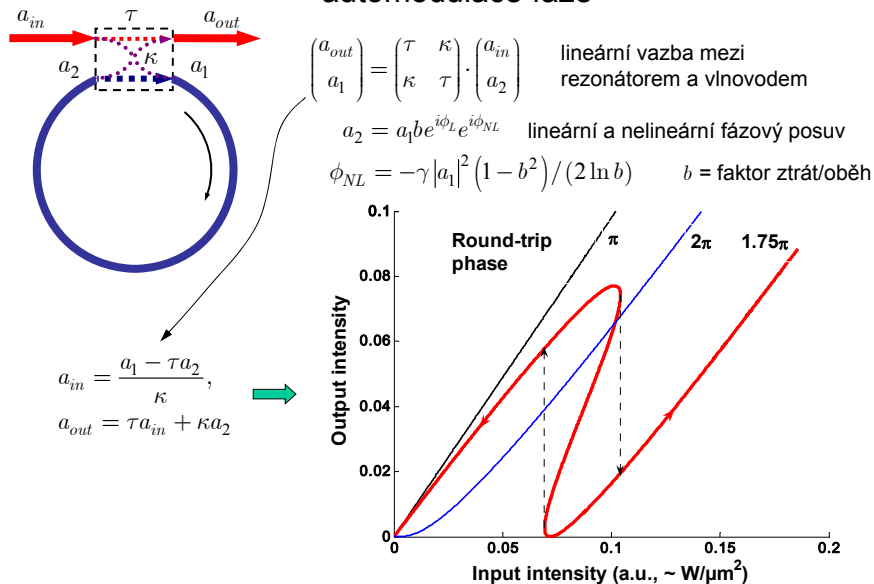 automodulace fáze
a_in τ a_out
κ
a_2 a_1
(a_out a_1) = (τ κ κ τ) · (a_in a_2)
lineární vazba mezi
rezonátorem a vlnovodem
a_2 = a_1 b e^{iϕ_L} e^{iϕ_NL} lineární a nelineární fázový posuv
ϕ_NL = −γ|a_1|^2 (1 − b^2)/(2 ln b) b = faktor ztrát/oběh
a_in = (a_1 − τa_2)/κ,
a_out = τa_in + κa_2
Round-trip
phase
π
2π
1.75π
0.1
0.08
0.06
0.04
0.02
0
Output intensity
0 0.05 0.1 0.15 0.2
Input intensity (a.u., ~ W/µm²)